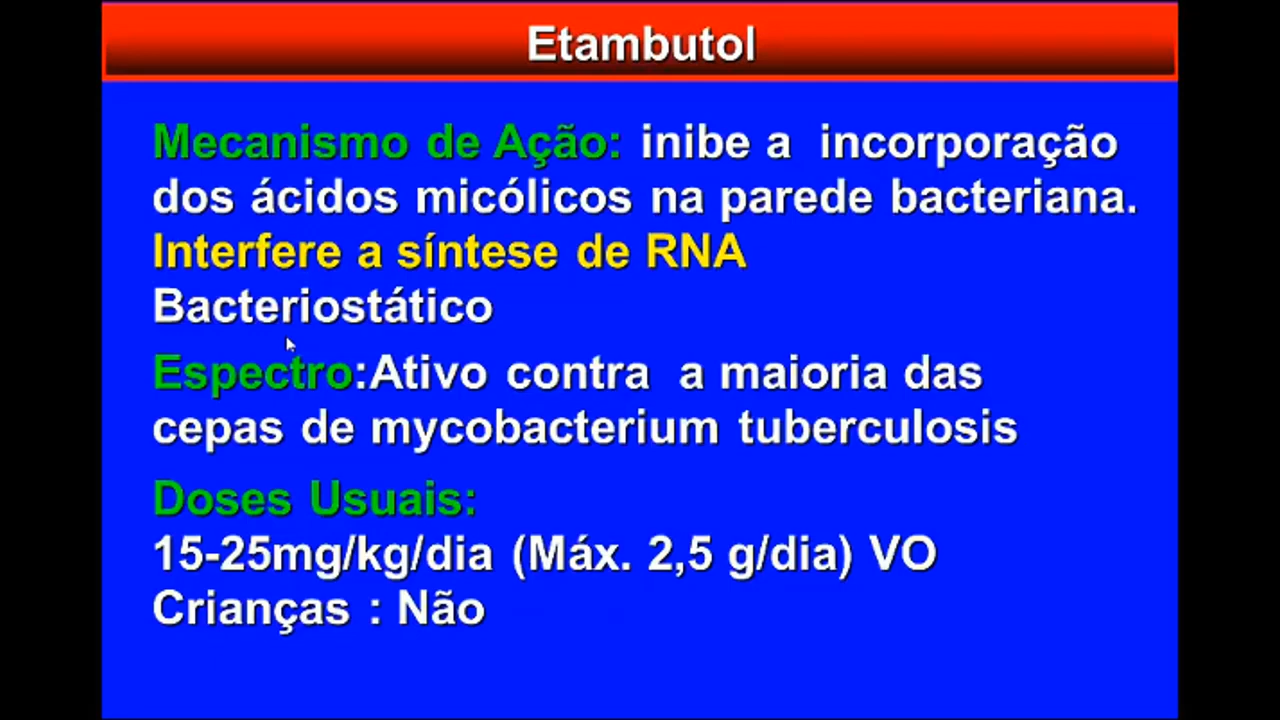 Etambutol
Mecanismo de Ação: inibe a incorporação
dos ácidos micólicos na parede bacteriana.
Interfere a síntese de RNA
Bacteriostático
Espectro:Ativo contra a maioria das
cepas de mycobacterium tuberculosis
Doses Usuais:
15-25mg/kg/dia (Máx. 2,5 g/dia) VO
Crianças : Não